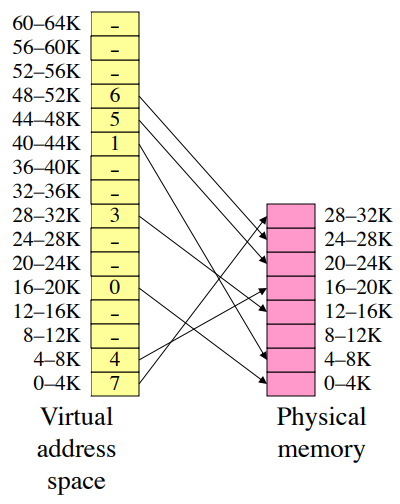 60–64K -
56–60K -
52–56K -
48–52K 6
44–48K 5
40–44K 1
36–40K -
32–36K -
28–32K 3
24–28K -
20–24K -
16–20K 0
12–16K -
8–12K -
4–8K 4
0–4K 7
Virtual
address
space
28–32K
24–28K
20–24K
16–20K
12–16K
8–12K
4–8K
0–4K
Physical
memory